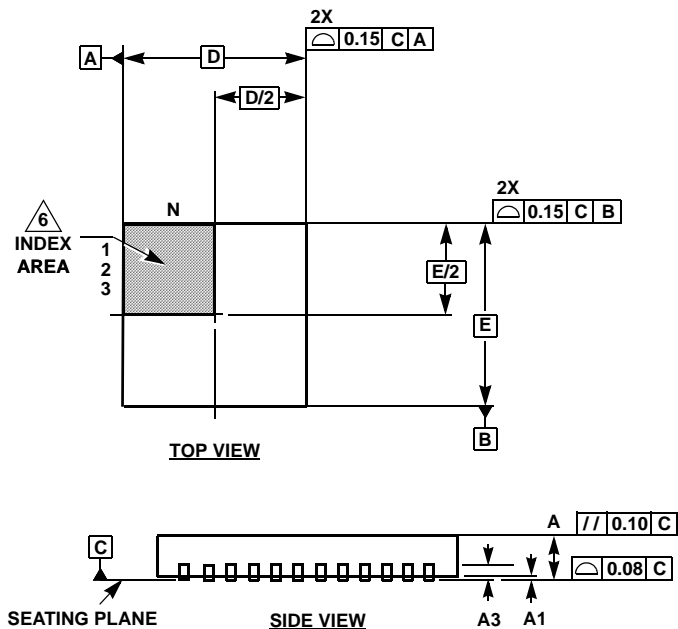 2X
0.15 C A
A
D
D/2
2X
0.15 C B
N
6
INDEX
AREA
1
2
3
E/2
E
B
TOP VIEW
A
// 0.10 C
C
0.08 C
SEATING PLANE
SIDE VIEW
A3
A1